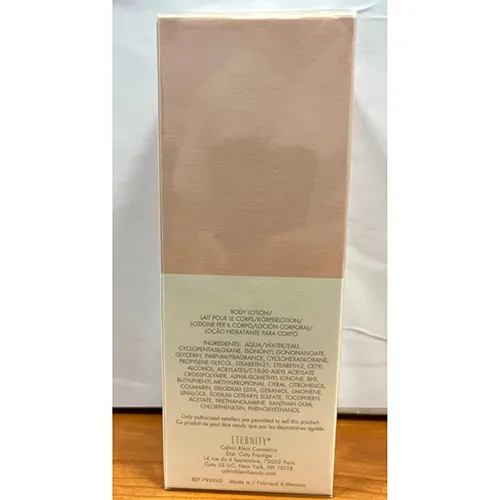 BODY LOTION/
LAIT POUR LE CORPS/KÖRPERLOTION/
LOZIONE PER IL CORPO/LOCIÓN CORPORAL/
LOÇÃO HIDRATANTE PARA CORPO
INGREDIENTS: AQUA/WATER/EAU,
CYCLOPENTASILOXANE, ISONONYL ISONONANOATE,
GLYCERIN, PARFUM/FRAGRANCE, CYCLOHEXASILOXANE,
PROPYLENE GLYCOL, STEARETH-21, STEARETH-2, CETYL
ALCOHOL, ACRYLATES/C10-30 ALKYL ACRYLATE
CROSSPOLYMER, ALPHA-ISOMETHYL IONONE, BHT,
BUTYLPHENYL METHYLPROPIONAL, CITRAL, CITRONELLOL,
COUMARIN, DISODIUM EDTA, GERANIOL, LIMONENE,
LINALOOL, SODIUM CETEARYL SULFATE, TOCOPHERYL
ACETATE, TRIETHANOLAMINE, XANTHAN GUM,
CHLORPHENESIN, PHENOXYETHANOL.
Only authorized retailers are permitted to sell this product
Ce produit ne peut être vendu que par les dépositaires agréés.
ETERNITY®
Calvin Klein Cosmetics
Dist. Coty Prestige
14 rue du 4 Septembre, 75002 Paris
Coty US LLC, New York, NY 10118
calvinkleinbeauty.com
REF 793943 Made in / Fabriqué à Monaco